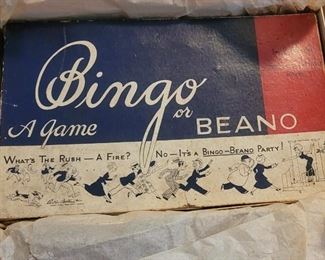 Bingo
or
A Game BEANO
WHAT'S THE RUSH — A FIRE? NO — IT'S A BINGO–BEANO PARTY!